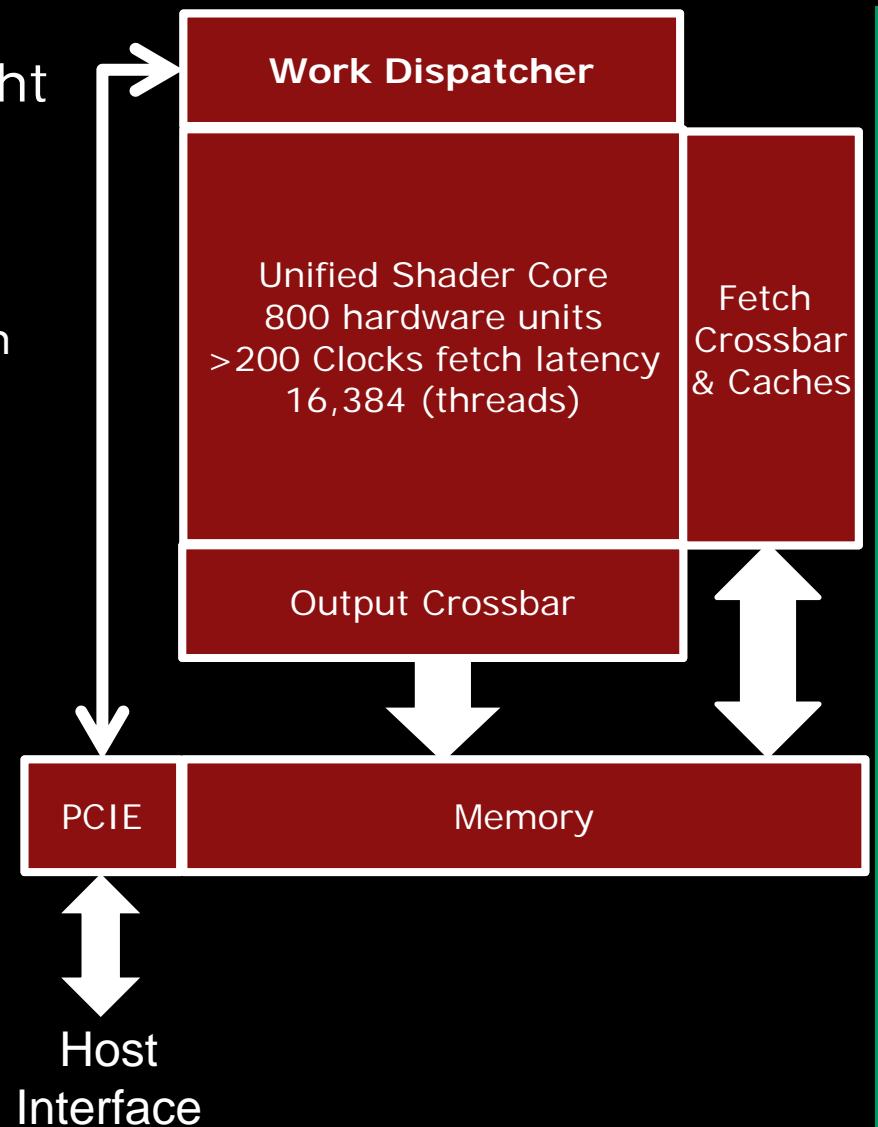 ht
n
Work Dispatcher
Unified Shader Core
800 hardware units
>200 Clocks fetch latency
16,384 (threads)
Fetch
Crossbar
& Caches
Output Crossbar
PCIE
Memory
Host
Interface